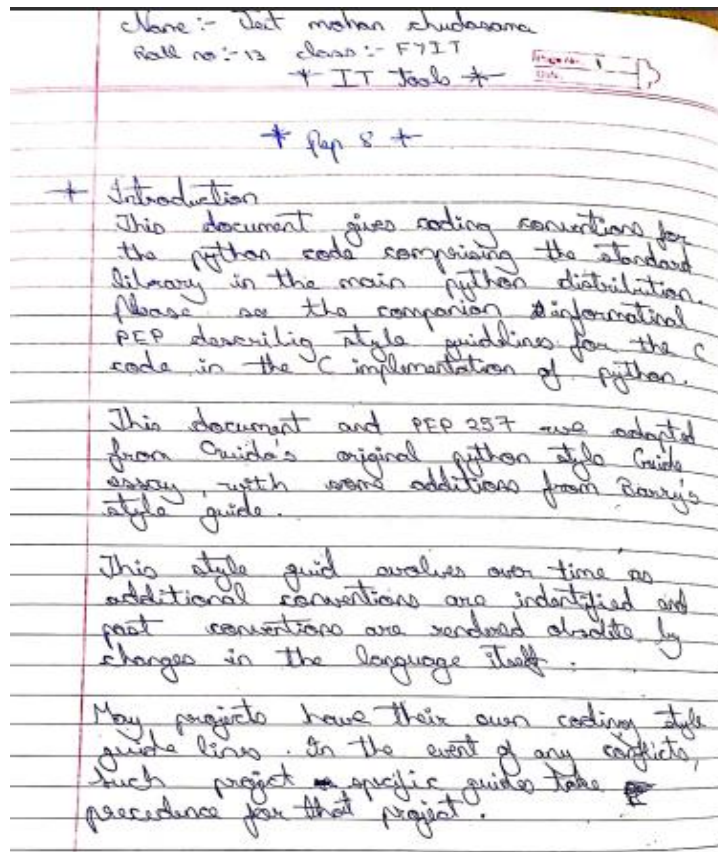 Name :- Jeet mohan chudasama
Roll no :- 13 class :- FYIT
* IT Tools *
* Pep 8 *
* Introduction
This document gives coding conventions for
the python code comprising the standard
library in the main python distribution.
Please see the companion informatinal
PEP describig style guidlines for the C
code in the C implementation of python.
This document and PEP 257 are adapted
from Guido's original python style Guide
essay, with some additions from Barry's
style guide.
This style guid evolves over time as
additional conventions are indentified and
past conventions are rendered obsolete by
changes in the language itself.
May projects have their own coding style
guide lines. In the event of any conflicts,
such project specific guides take
precedence for that project.